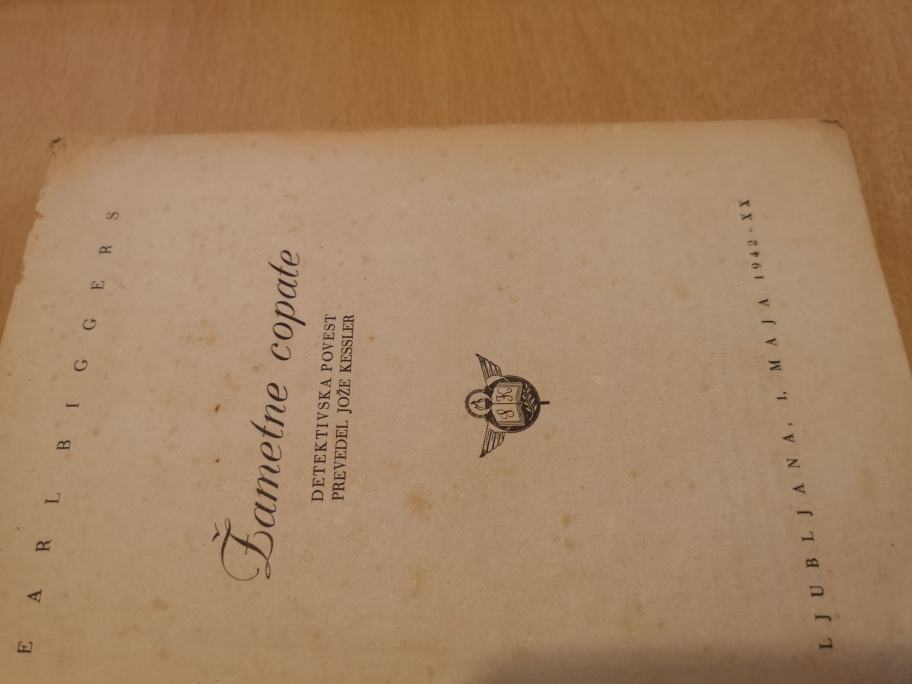 EARL BIGGERS
Žametne copate
DETEKTIVSKA POVEST
PREVEDEL JOŽE KESSLER
S K
LJUBLJANA, 1. MAJA 1942-XX